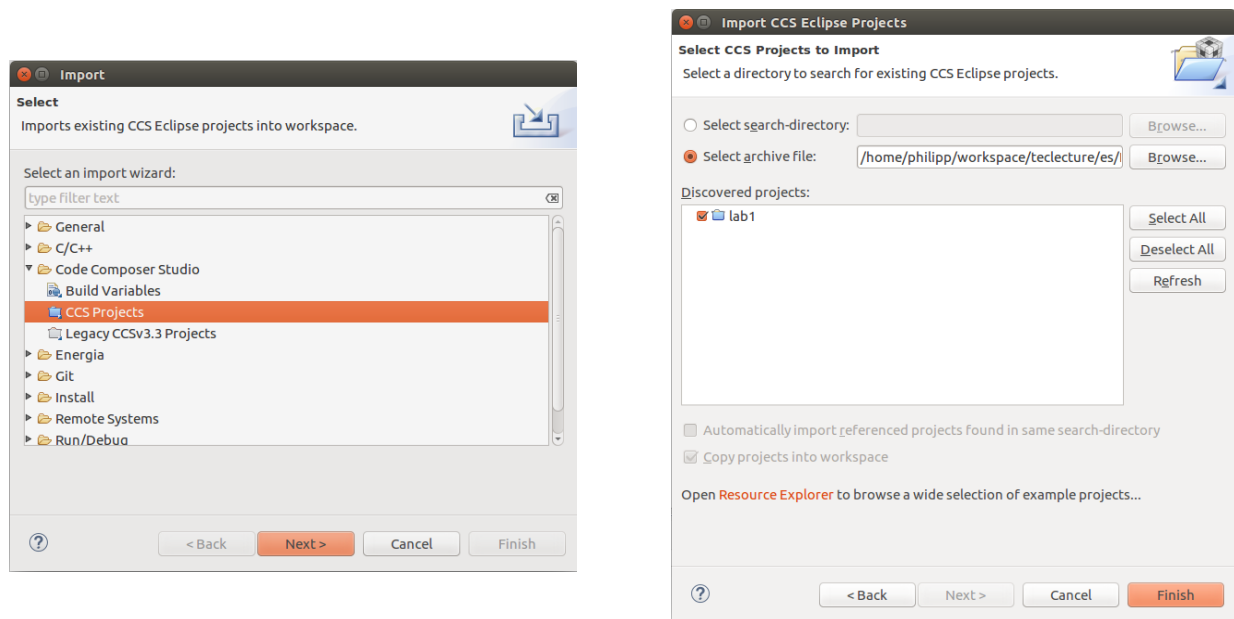 Import
Select
Imports existing CCS Eclipse projects into workspace.
Select an import wizard:
type filter text
General
C/C++
Code Composer Studio
Build Variables
CCS Projects
Legacy CCSv3.3 Projects
Energia
Git
Install
Remote Systems
Run/Debug
?
< Back
Next >
Cancel
Finish
Import CCS Eclipse Projects
Select CCS Projects to Import
Select a directory to search for existing CCS Eclipse projects.
Select search-directory:
Browse...
Select archive file:
/home/philipp/workspace/teclecture/es/
Browse...
Discovered projects:
lab1
Select All
Deselect All
Refresh
Automatically import referenced projects found in same search-directory
Copy projects into workspace
Open Resource Explorer to browse a wide selection of example projects...
?
< Back
Next >
Cancel
Finish